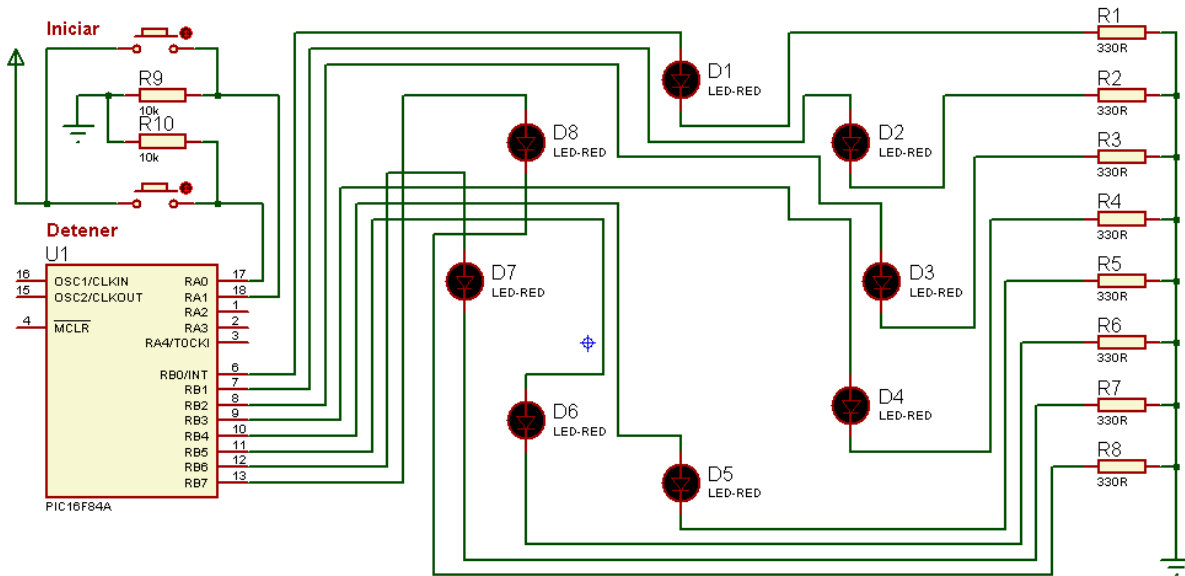 Iniciar
R9
10k
R10
10k
Detener
U1
16 OSC1/CLKIN RA0 17
15 OSC2/CLKOUT RA1 18
RA2 1
4 MCLR RA3 2
RA4/TOCKI 3
RB0/INT 6
RB1 7
RB2 8
RB3 9
RB4 10
RB5 11
RB6 12
RB7 13
PIC16F84A
D1
LED-RED
D8
LED-RED
D2
LED-RED
D7
LED-RED
D3
LED-RED
D6
LED-RED
D4
LED-RED
D5
LED-RED
R1
330R
R2
330R
R3
330R
R4
330R
R5
330R
R6
330R
R7
330R
R8
330R